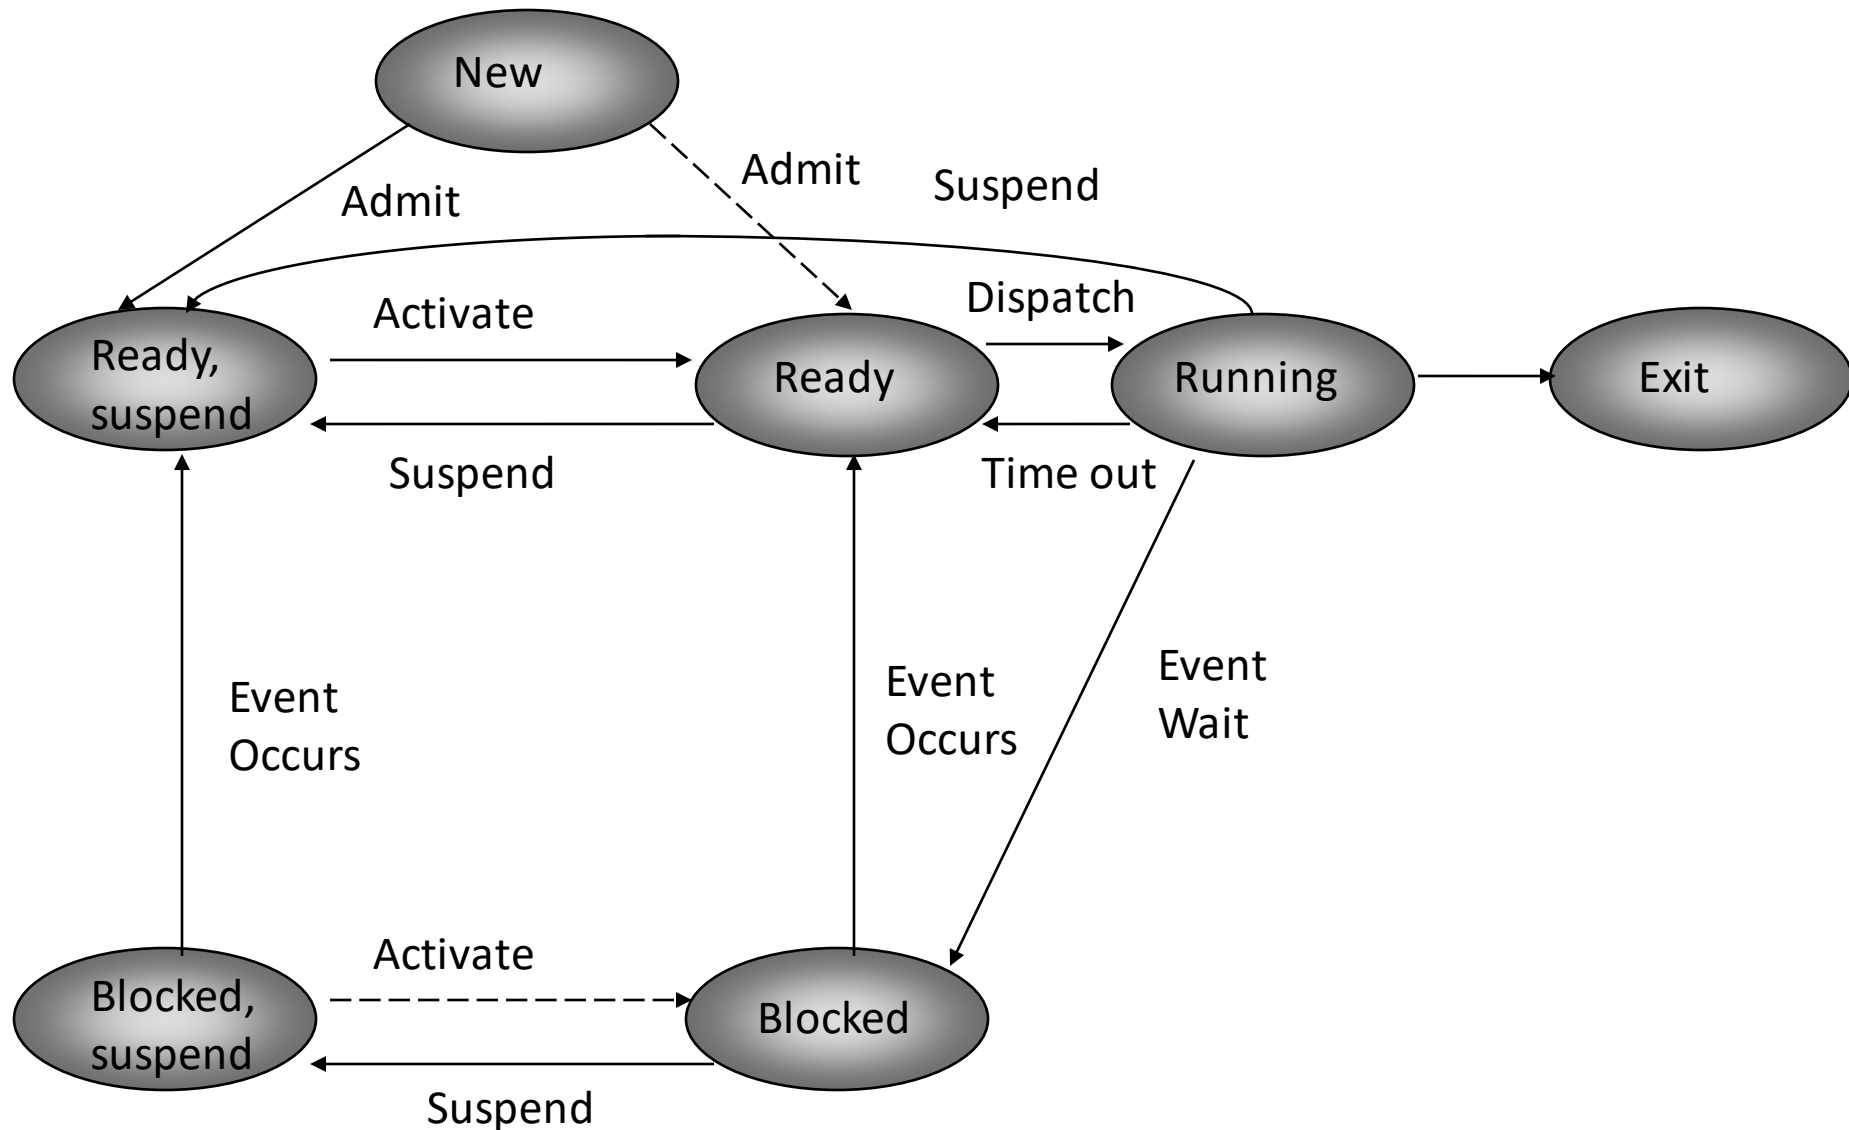 New
Admit
Suspend
Admit
Dispatch
Activate
Ready,
suspend
Ready
Running
Exit
Suspend
Time out
Event
Occurs
Event
Occurs
Event
Wait
Activate
Blocked,
suspend
Blocked
Suspend